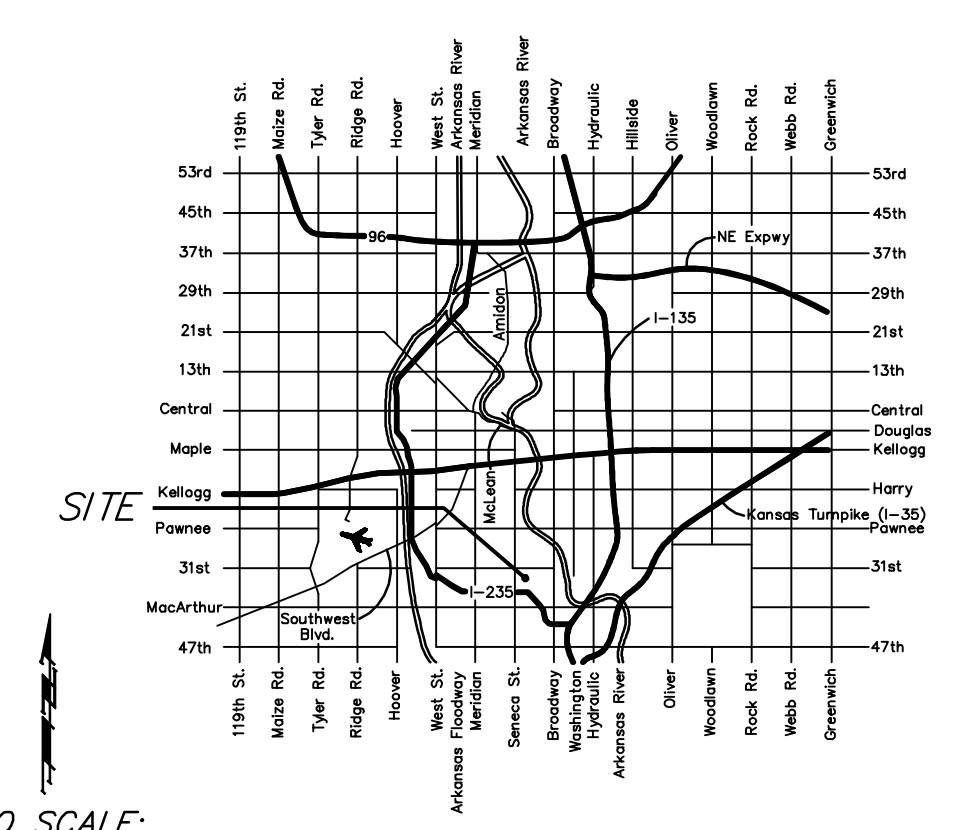 119th St.
Maize Rd.
Tyler Rd.
Ridge Rd.
Hoover
West St.
Arkansas River
Meridian
Arkansas River
Broadway
Hydraulic
Hillside
Oliver
Woodlawn
Rock Rd.
Webb Rd.
Greenwich
53rd
53rd
45th
45th
96
NE Expwy
37th
37th
29th
29th
Amidon
I-135
21st
21st
13th
13th
Central
Central
Douglas
Maple
Kellogg
McLean
Kellogg
Harry
SITE
Kansas Turnpike (I-35)
Pawnee
Pawnee
31st
31st
I-235
MacArthur
Southwest
Blvd.
47th
47th
119th St.
Maize Rd.
Tyler Rd.
Ridge Rd.
Hoover
West St.
Arkansas Floodway
Meridian
Seneca St.
Broadway
Washington
Hydraulic
Arkansas River
Oliver
Woodlawn
Rock Rd.
Webb Rd.
Greenwich
O SCALE: